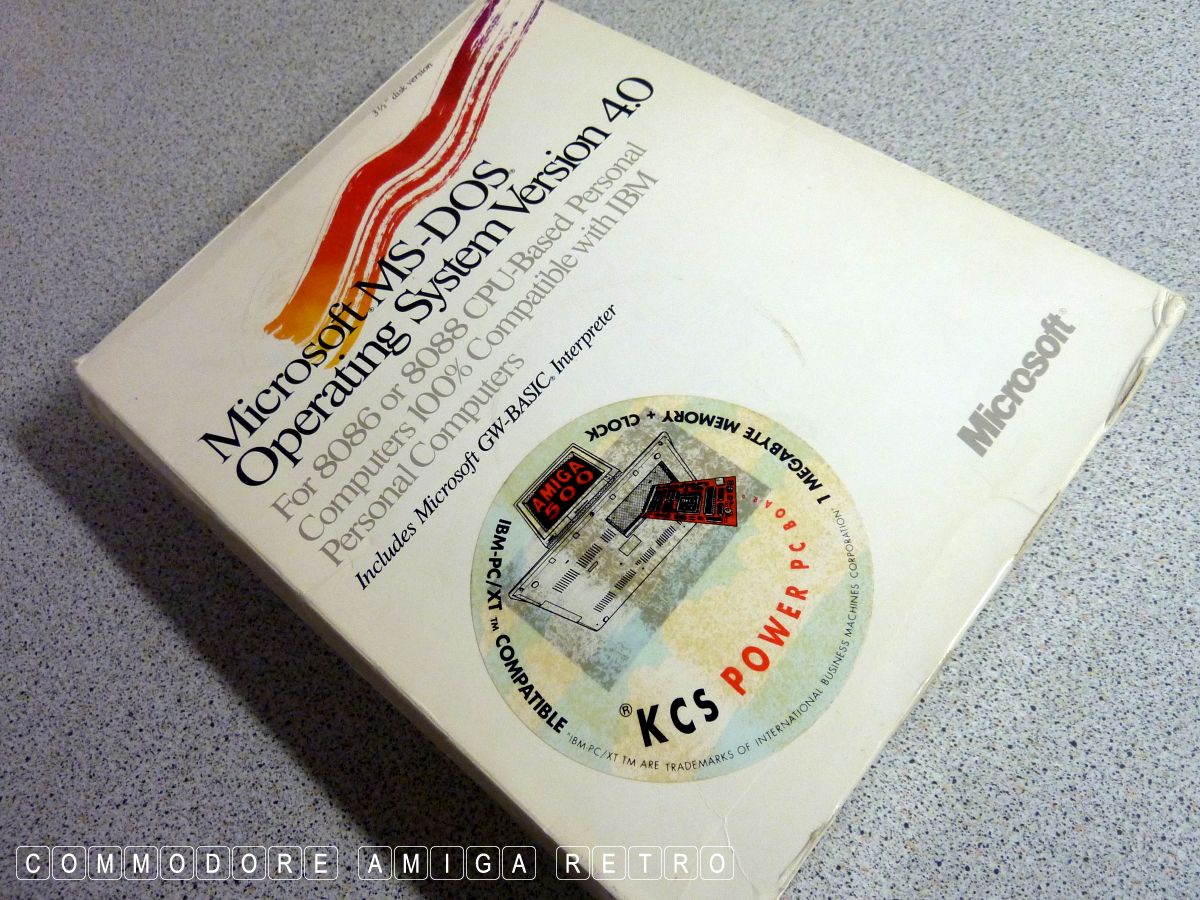 3½" disk version
Microsoft® MS-DOS®
Operating System Version 4.0
For 8086 or 8088 CPU-Based Personal
Computers 100% Compatible with IBM
Personal Computers
Includes Microsoft GW-BASIC® Interpreter
Microsoft®
1 MEGABYTE MEMORY + CLOCK
AMIGA
500
IBM-PC/XT™ COMPATIBLE
® KCS POWER PC BOARD
*IBM-PC/XT TM ARE TRADEMARKS OF INTERNATIONAL BUSINESS MACHINES CORPORATION
COMMODORE AMIGA RETRO